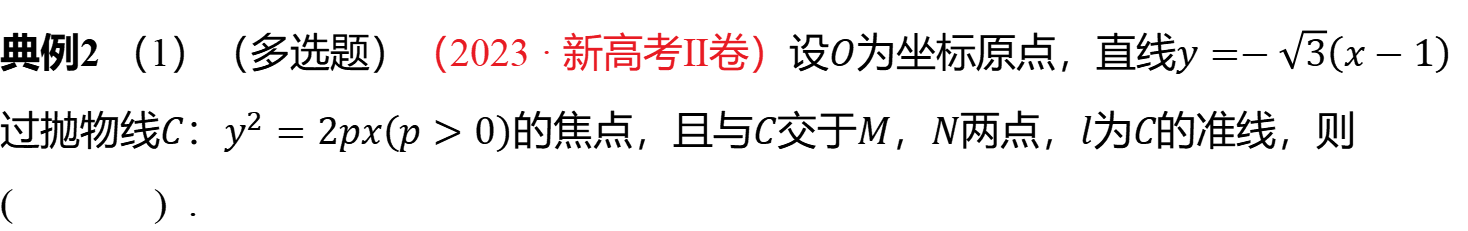 典例2 （1）（多选题）（2023 · 新高考II卷）设O为坐标原点，直线y =− √3(x − 1)
过抛物线C：y² = 2px(p > 0)的焦点，且与C交于M，N两点，l为C的准线，则
( ) .